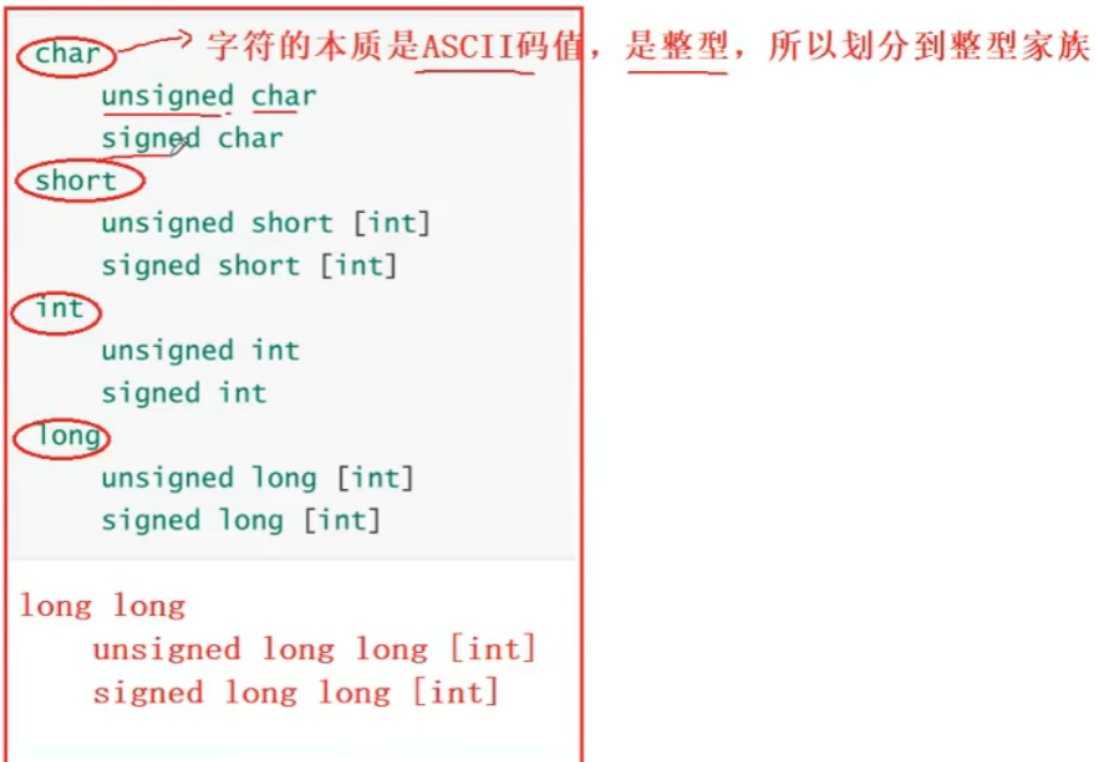 char 字符的本质是ASCII码值，是整型，所以划分到整型家族
unsigned char
signed char
short
unsigned short [int]
signed short [int]
int
unsigned int
signed int
long
unsigned long [int]
signed long [int]
long long
unsigned long long [int]
signed long long [int]